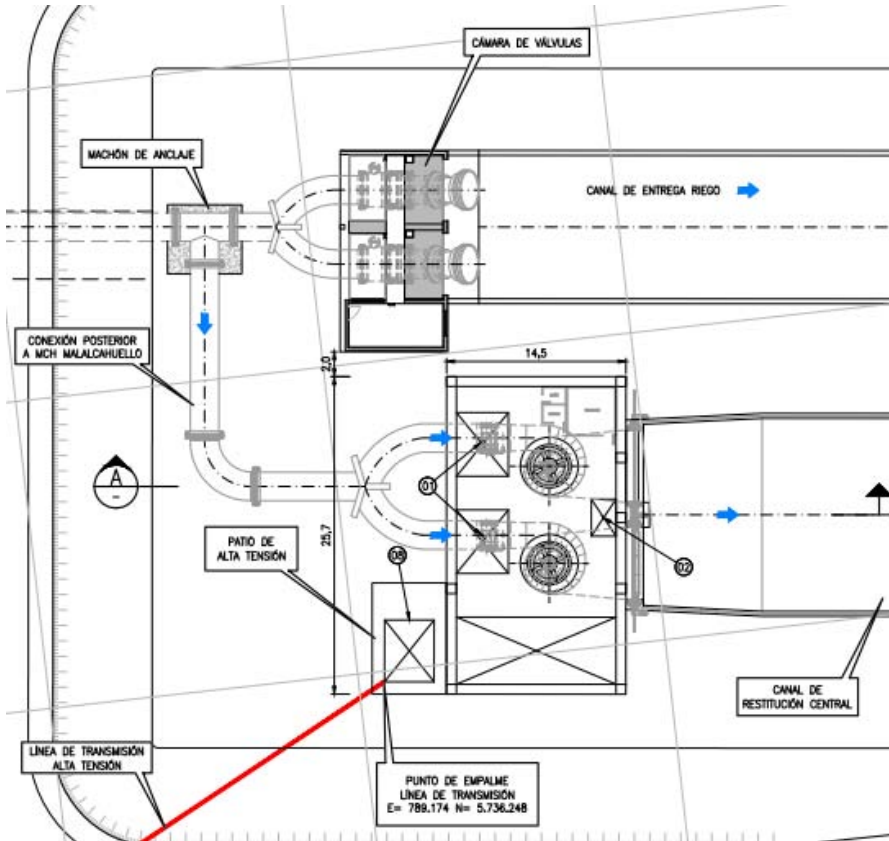 CÁMARA DE VÁLVULAS
MACHÓN DE ANCLAJE
CANAL DE ENTREGA RIEGO
CONEXIÓN POSTERIOR
A MCH MALALCAHUELLO
2,0
14,5
A
-
01
25,7
PATIO DE
ALTA TENSIÓN
08
02
CANAL DE
RESTITUCIÓN CENTRAL
LÍNEA DE TRANSMISIÓN
ALTA TENSIÓN
PUNTO DE EMPALME
LÍNEA DE TRANSMISIÓN
E= 789.174 N= 5.736.248